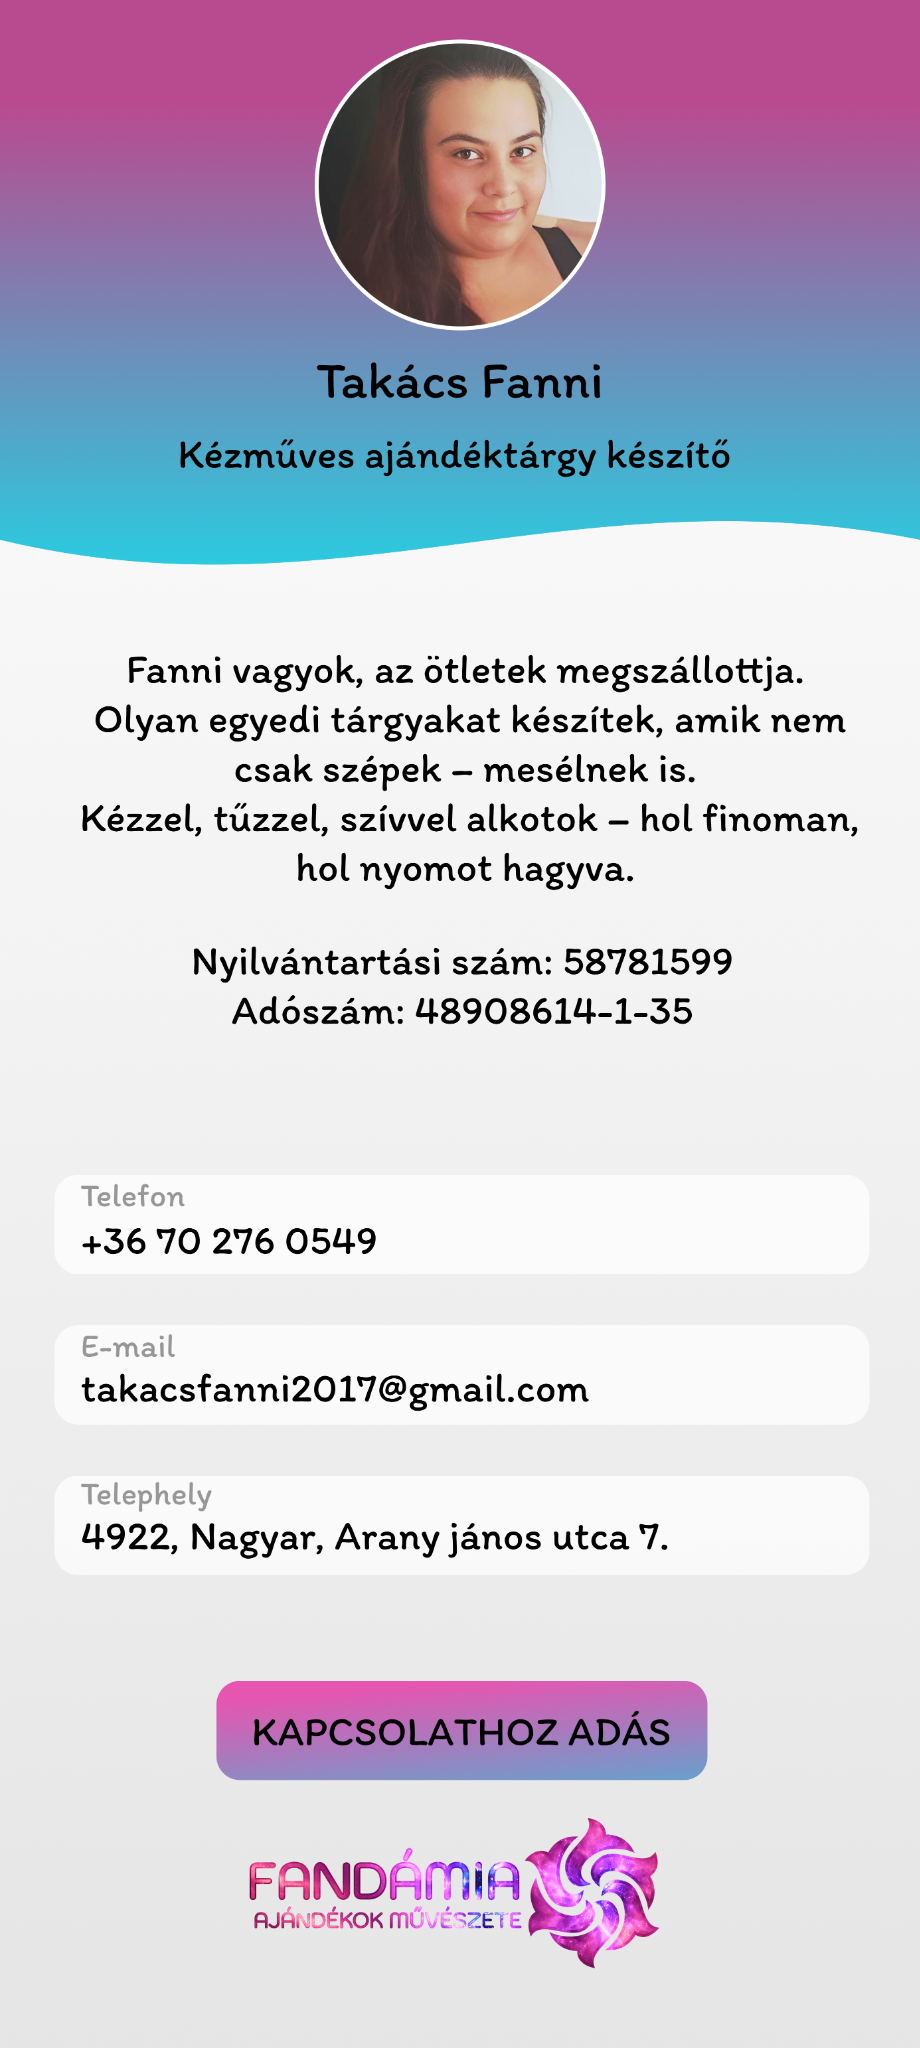 Takács Fanni
Kézműves ajándéktárgy készítő
Fanni vagyok, az ötletek megszállottja.
Olyan egyedi tárgyakat készítek, amik nem
csak szépek – mesélnek is.
Kézzel, tűzzel, szívvel alkotok – hol finoman,
hol nyomot hagyva.
Nyilvántartási szám: 58781599
Adószám: 48908614-1-35
Telefon
+36 70 276 0549
E-mail
takacsfanni2017@gmail.com
Telephely
4922, Nagyar, Arany jános utca 7.
KAPCSOLATHOZ ADÁS
FANDÁMIA
AJÁNDÉKOK MŰVÉSZETE